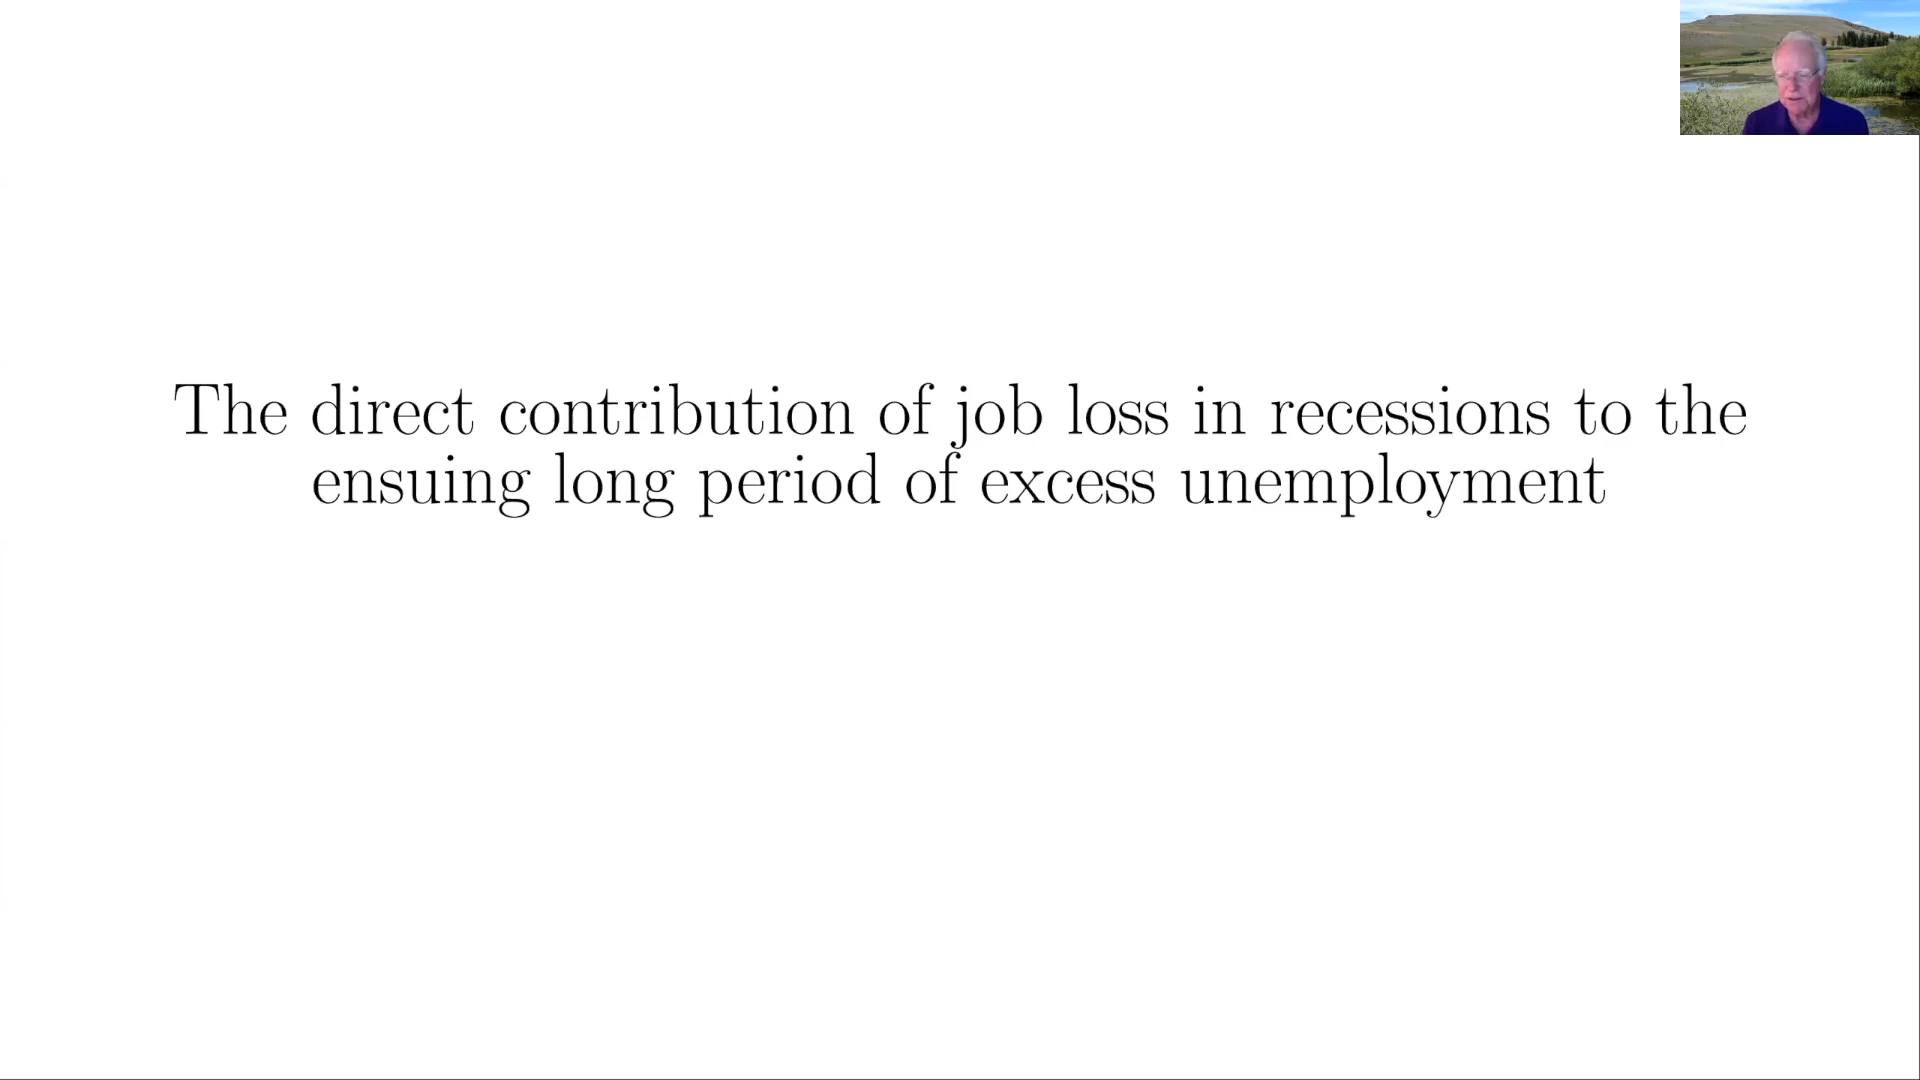 The direct contribution of job loss in recessions to the
ensuing long period of excess unemployment